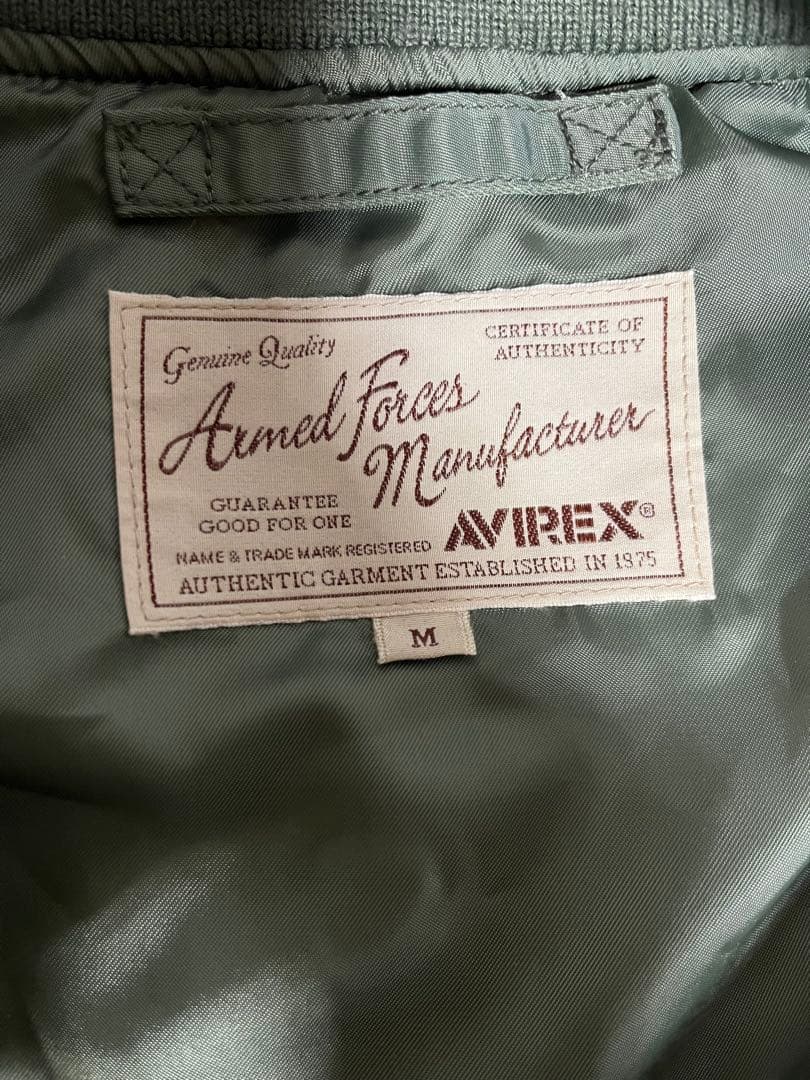 Genuine Quality
CERTIFICATE OF
AUTHENTICITY
Armed Forces
Manufacturer
GUARANTEE
GOOD FOR ONE
AVIREX®
NAME & TRADE MARK REGISTERED
AUTHENTIC GARMENT ESTABLISHED IN 1975
M